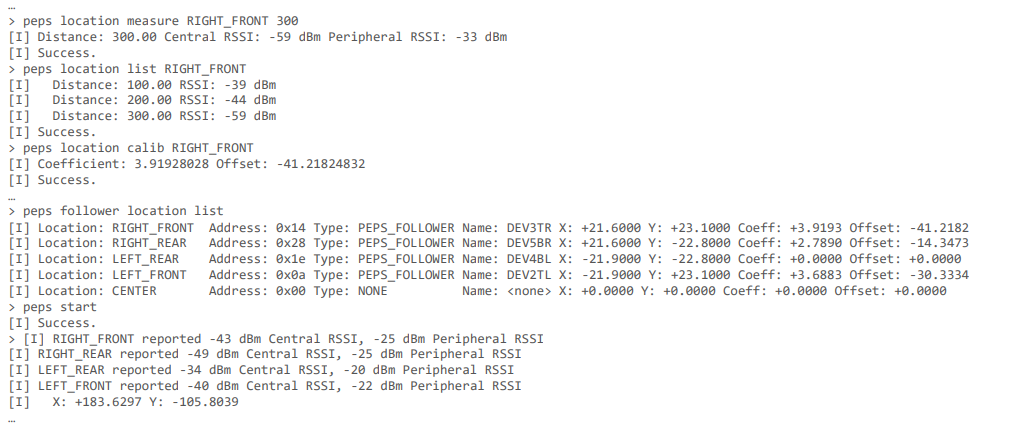 …
> peps location measure RIGHT_FRONT 300
[I] Distance: 300.00 Central RSSI: -59 dBm Peripheral RSSI: -33 dBm
[I] Success.
> peps location list RIGHT_FRONT
[I]   Distance: 100.00 RSSI: -39 dBm
[I]   Distance: 200.00 RSSI: -44 dBm
[I]   Distance: 300.00 RSSI: -59 dBm
[I] Success.
> peps location calib RIGHT_FRONT
[I] Coefficient: 3.91928028 Offset: -41.21824832
[I] Success.
…
> peps follower location list
[I] Location: RIGHT_FRONT  Address: 0x14 Type: PEPS_FOLLOWER Name: DEV3TR X: +21.6000 Y: +23.1000 Coeff: +3.9193 Offset: -41.2182
[I] Location: RIGHT_REAR   Address: 0x28 Type: PEPS_FOLLOWER Name: DEV5BR X: +21.6000 Y: -22.8000 Coeff: +2.7890 Offset: -14.3473
[I] Location: LEFT_REAR    Address: 0x1e Type: PEPS_FOLLOWER Name: DEV4BL X: -21.9000 Y: -22.8000 Coeff: +0.0000 Offset: +0.0000
[I] Location: LEFT_FRONT   Address: 0x0a Type: PEPS_FOLLOWER Name: DEV2TL X: -21.9000 Y: +23.1000 Coeff: +3.6883 Offset: -30.3334
[I] Location: CENTER       Address: 0x00 Type: NONE          Name: <none> X: +0.0000 Y: +0.0000 Coeff: +0.0000 Offset: +0.0000
> peps start
[I] Success.
> [I] RIGHT_FRONT reported -43 dBm Central RSSI, -25 dBm Peripheral RSSI
[I] RIGHT_REAR reported -49 dBm Central RSSI, -25 dBm Peripheral RSSI
[I] LEFT_REAR reported -34 dBm Central RSSI, -20 dBm Peripheral RSSI
[I] LEFT_FRONT reported -40 dBm Central RSSI, -22 dBm Peripheral RSSI
[I]   X: +183.6297 Y: -105.8039
…